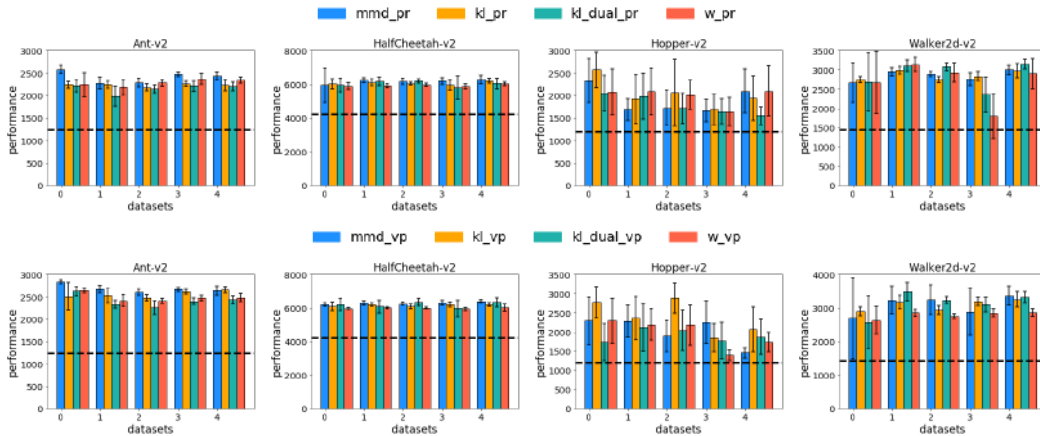 mmd_pr kl_pr kl_dual_pr w_pr
Ant-v2 HalfCheetah-v2 Hopper-v2 Walker2d-v2
3000 8000 3000 3500
2500 2500 3000
2000 6000 2000 2500
1500 4000 1500 2000
1000 1000 1500
500 2000 500 1000
0 0 0 500
0
performance performance performance performance
0 1 2 3 4 0 1 2 3 4 0 1 2 3 4 0 1 2 3 4
datasets datasets datasets datasets
mmd_vp kl_vp kl_dual_vp w_vp
Ant-v2 HalfCheetah-v2 Hopper-v2 Walker2d-v2
3000 8000 3500 4000
2500 3000
2000 6000 2500 3000
1500 4000 2000 2000
1000 1500
500 2000 1000 1000
0 0 500 0
0
performance performance performance performance
0 1 2 3 4 0 1 2 3 4 0 1 2 3 4 0 1 2 3 4
datasets datasets datasets datasets